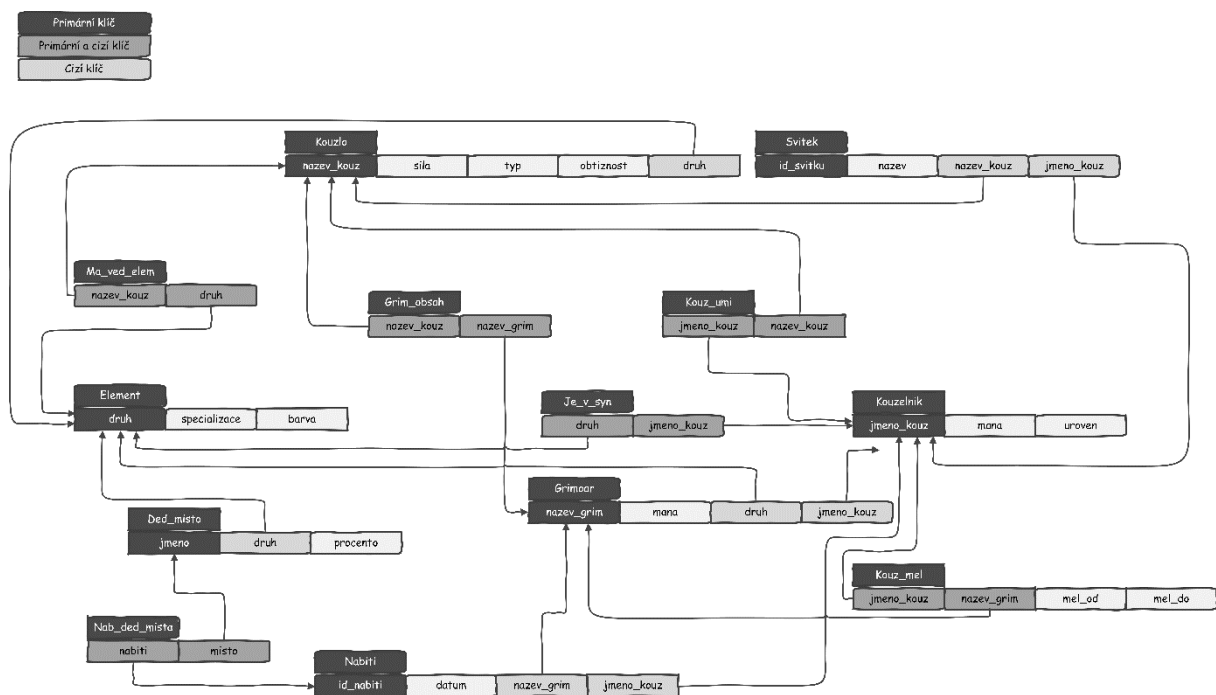 Primární klíč
Primární a cizí klíč
Cizí klíč
Kouzlo
nazev_kouz sila typ obtiznost druh
Svitek
id_svitku nazev nazev_kouz jmeno_kouz
Ma_ved_elem
nazev_kouz druh
Grim_obsah
nazev_kouz nazev_grim
Kouz_umi
jmeno_kouz nazev_kouz
Element
druh specializace barva
Je_v_syn
druh jmeno_kouz
Kouzelnik
jmeno_kouz mana uroven
Grimoar
nazev_grim mana druh jmeno_kouz
Ded_misto
jmeno druh procento
Kouz_mel
jmeno_kouz nazev_grim mel_od mel_do
Nab_ded_mista
nabiti misto
Nabiti
id_nabiti datum nazev_grim jmeno_kouz